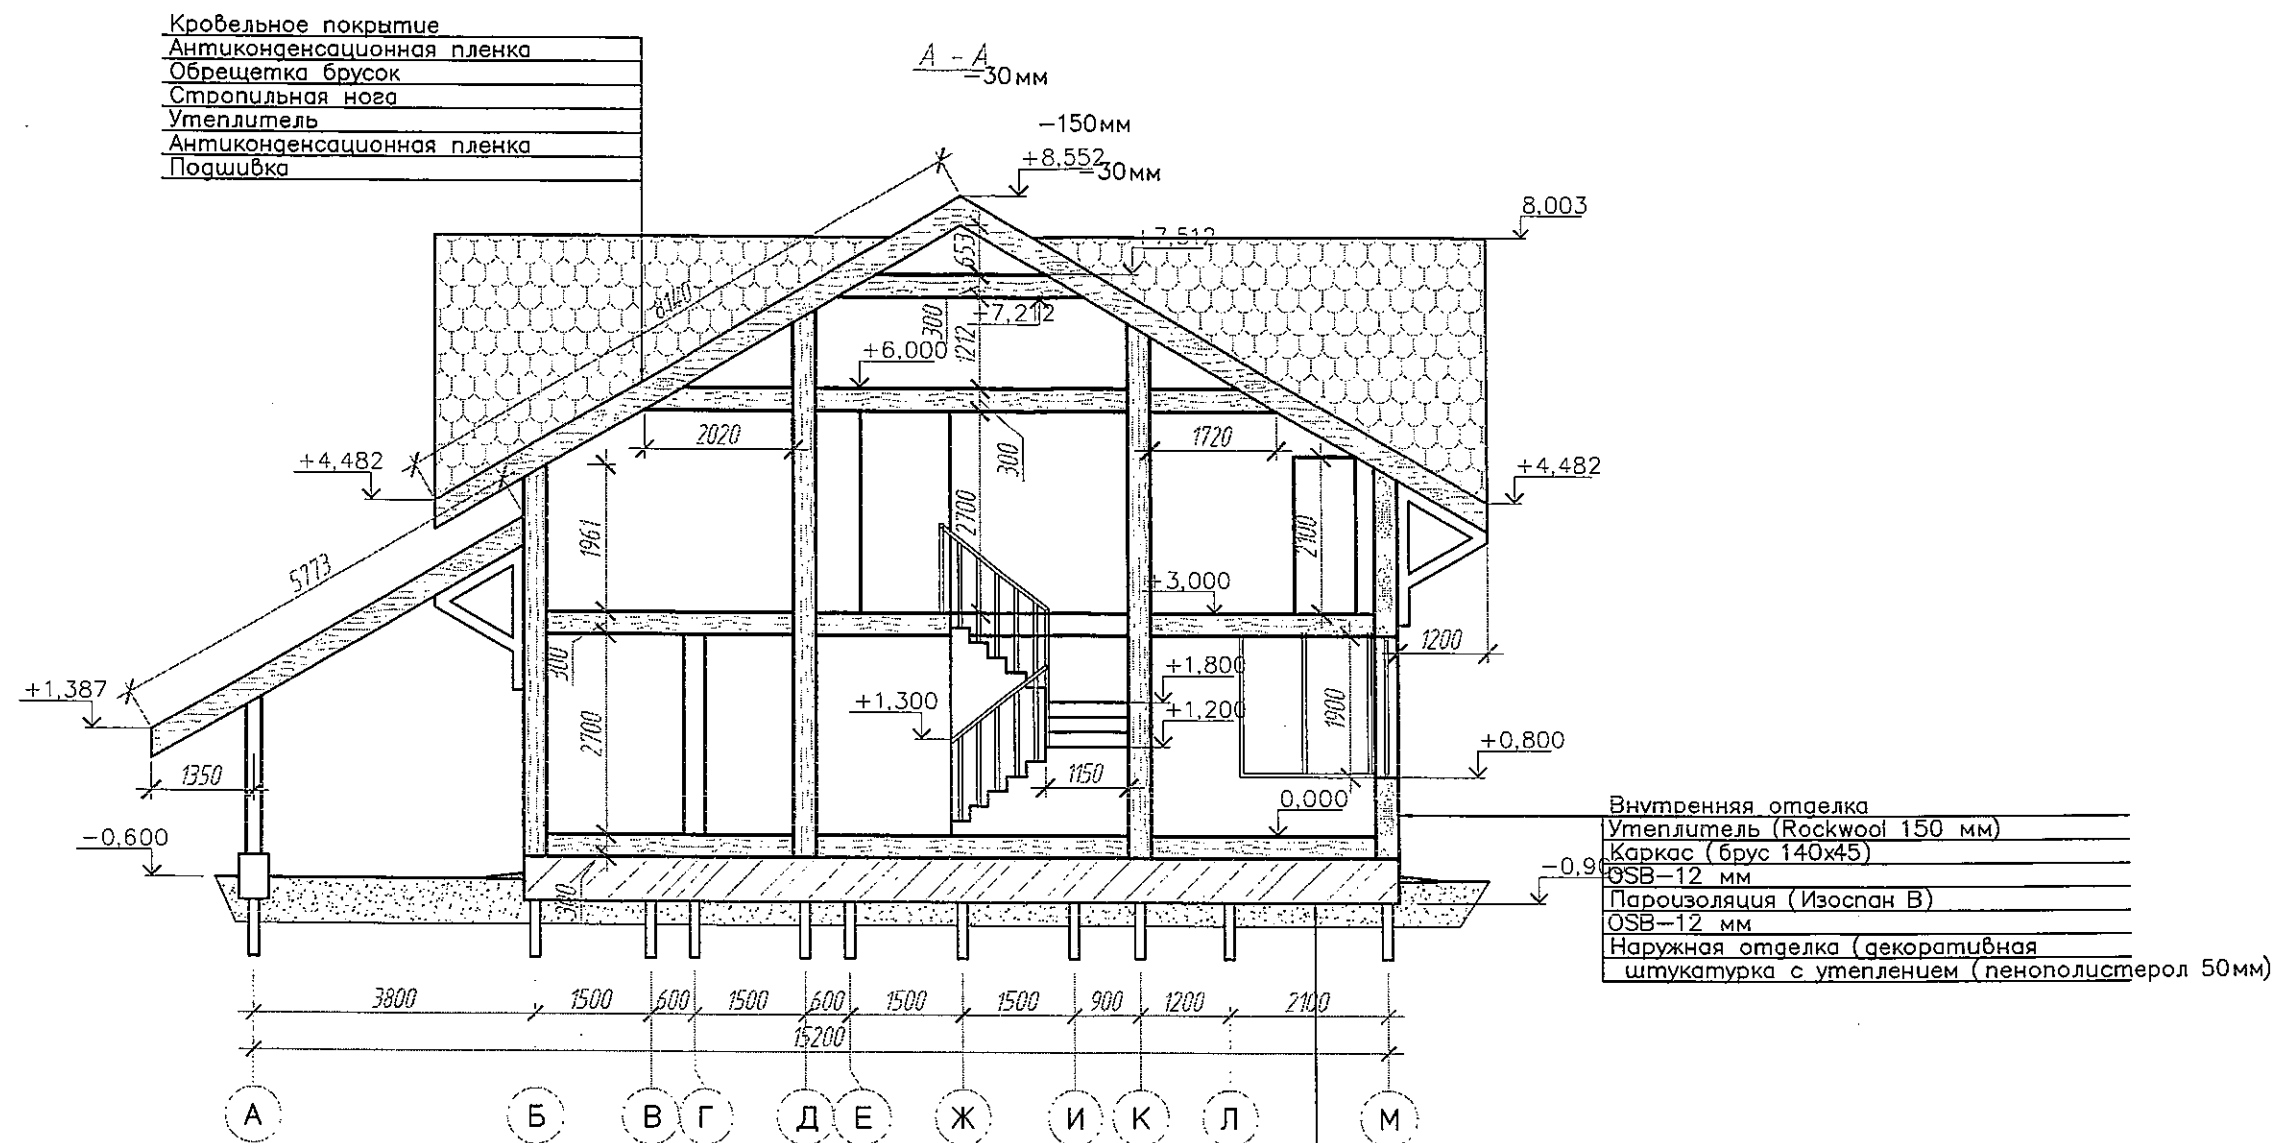 Кровельное покрытие
Антиконденсационная пленка
Обрещетка брусок
Стропильная нога
Утеплитель
Антиконденсационная пленка
Подшивка
А - А
-30мм
-150мм
+8,552
-30мм
8,003
+7,512
653
8140
300
+7,212
1212
+6,000
2020
1720
300
+4,482
+4,482
2700
1961
2100
5773
+3,000
300
1200
+1,800
+1,387
+1,300
+1,200
1900
2700
+0,800
1350
1150
0,000
-0,600
300
Внутренняя отделка
Утеплитель (Rockwool 150 мм)
Каркас (брус 140х45)
OSB-12 мм
Пароизоляция (Изоспан В)
OSB-12 мм
Наружная отделка (декоративная
штукатурка с утеплением (пенополистерол 50мм)
3800 1500 600 1500 600 1500 1500 900 1200 2100
15200
А Б В Г Д Е Ж И К Л М